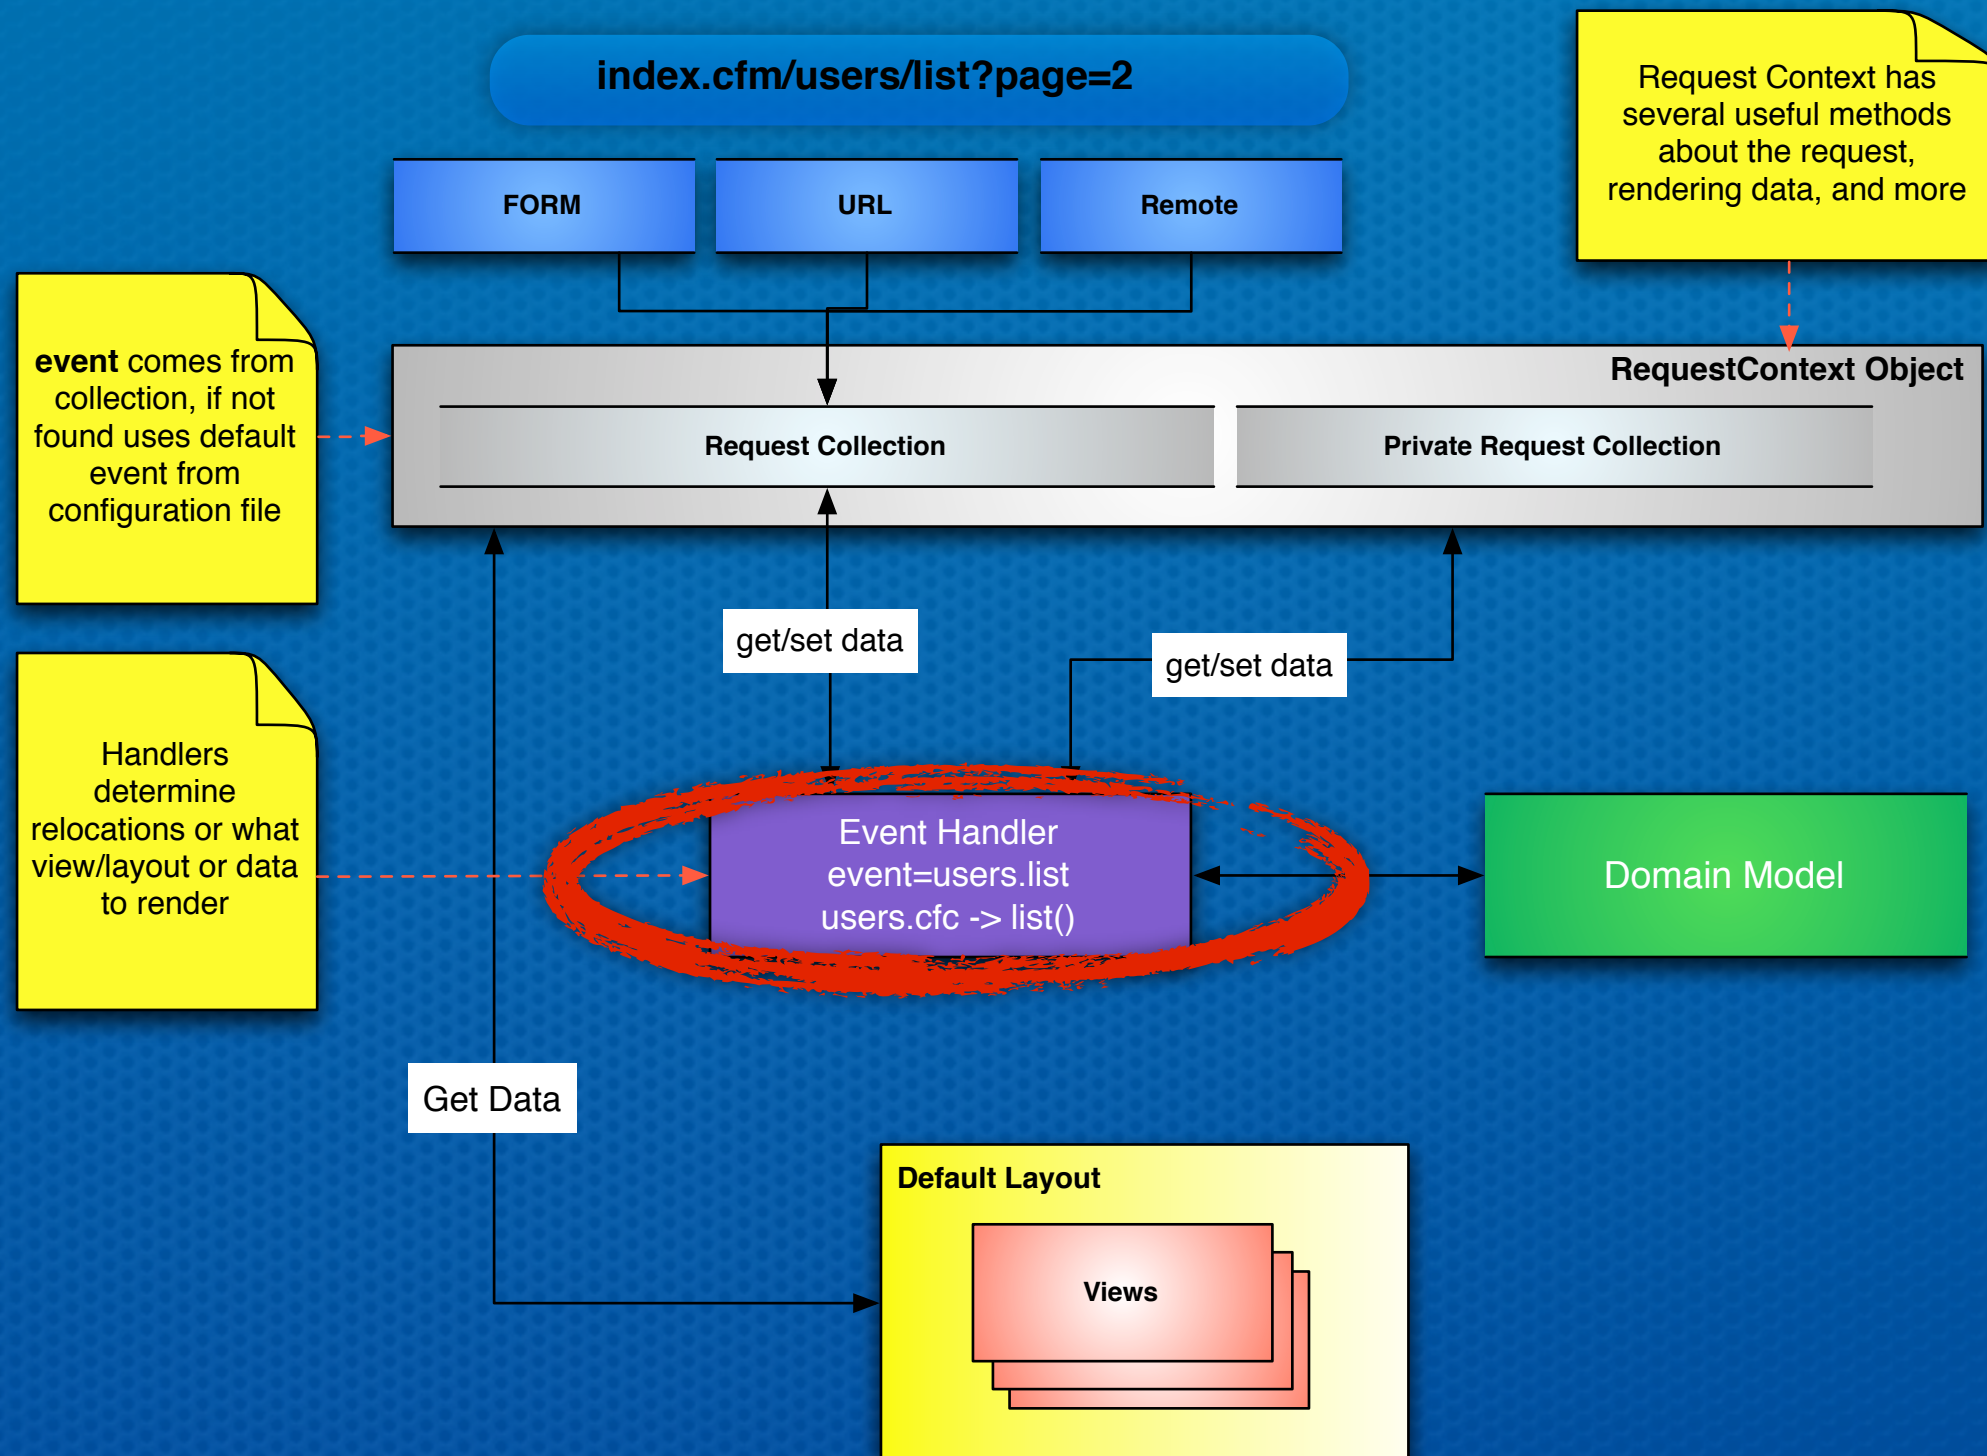 index.cfm/users/list?page=2
Request Context has
several useful methods
about the request,
rendering data, and more
FORM
URL
Remote
event comes from
collection, if not
found uses default
event from
configuration file
RequestContext Object
Request Collection
Private Request Collection
get/set data
get/set data
Handlers
determine
relocations or what
view/layout or data
to render
Event Handler
event=users.list
users.cfc -> list()
Domain Model
Get Data
Default Layout
Views